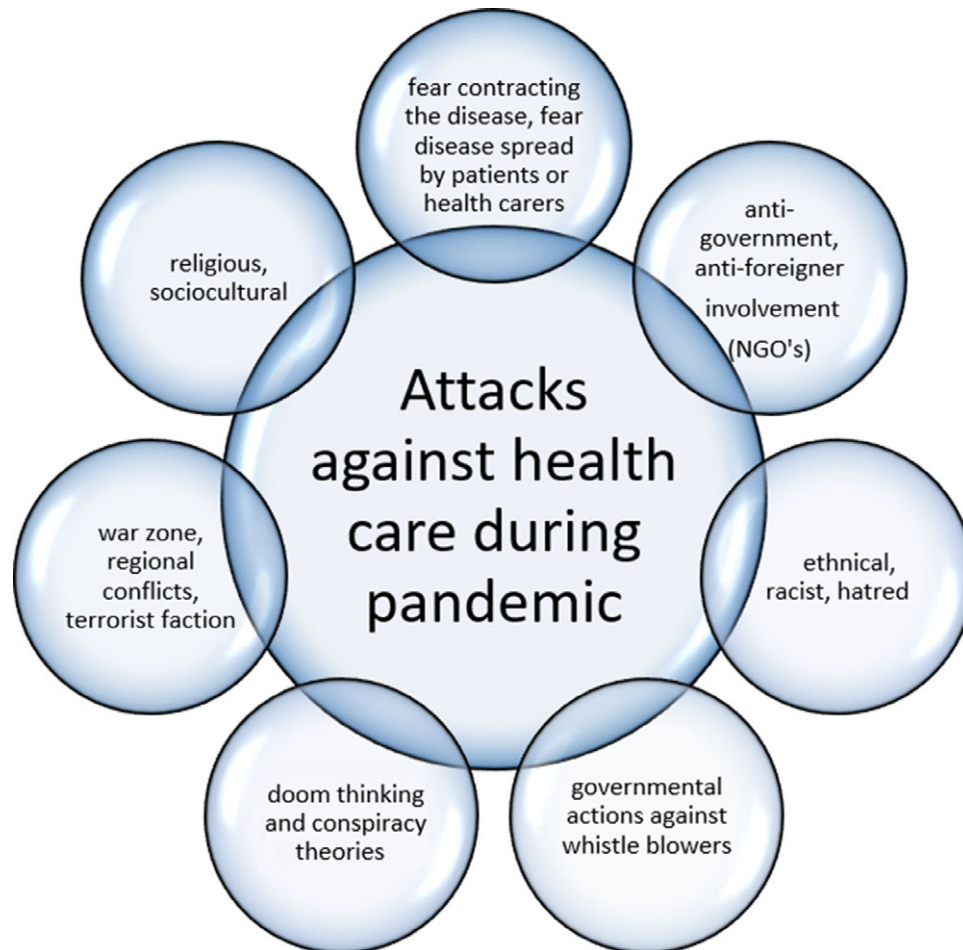 fear contracting
the disease, fear
disease spread
by patients or
health carers
anti-
government,
anti-foreigner
involvement
(NGO's)
ethnical,
racist, hatred
governmental
actions against
whistle blowers
doom thinking
and conspiracy
theories
war zone,
regional
conflicts,
terrorist faction
religious,
sociocultural
Attacks
against health
care during
pandemic